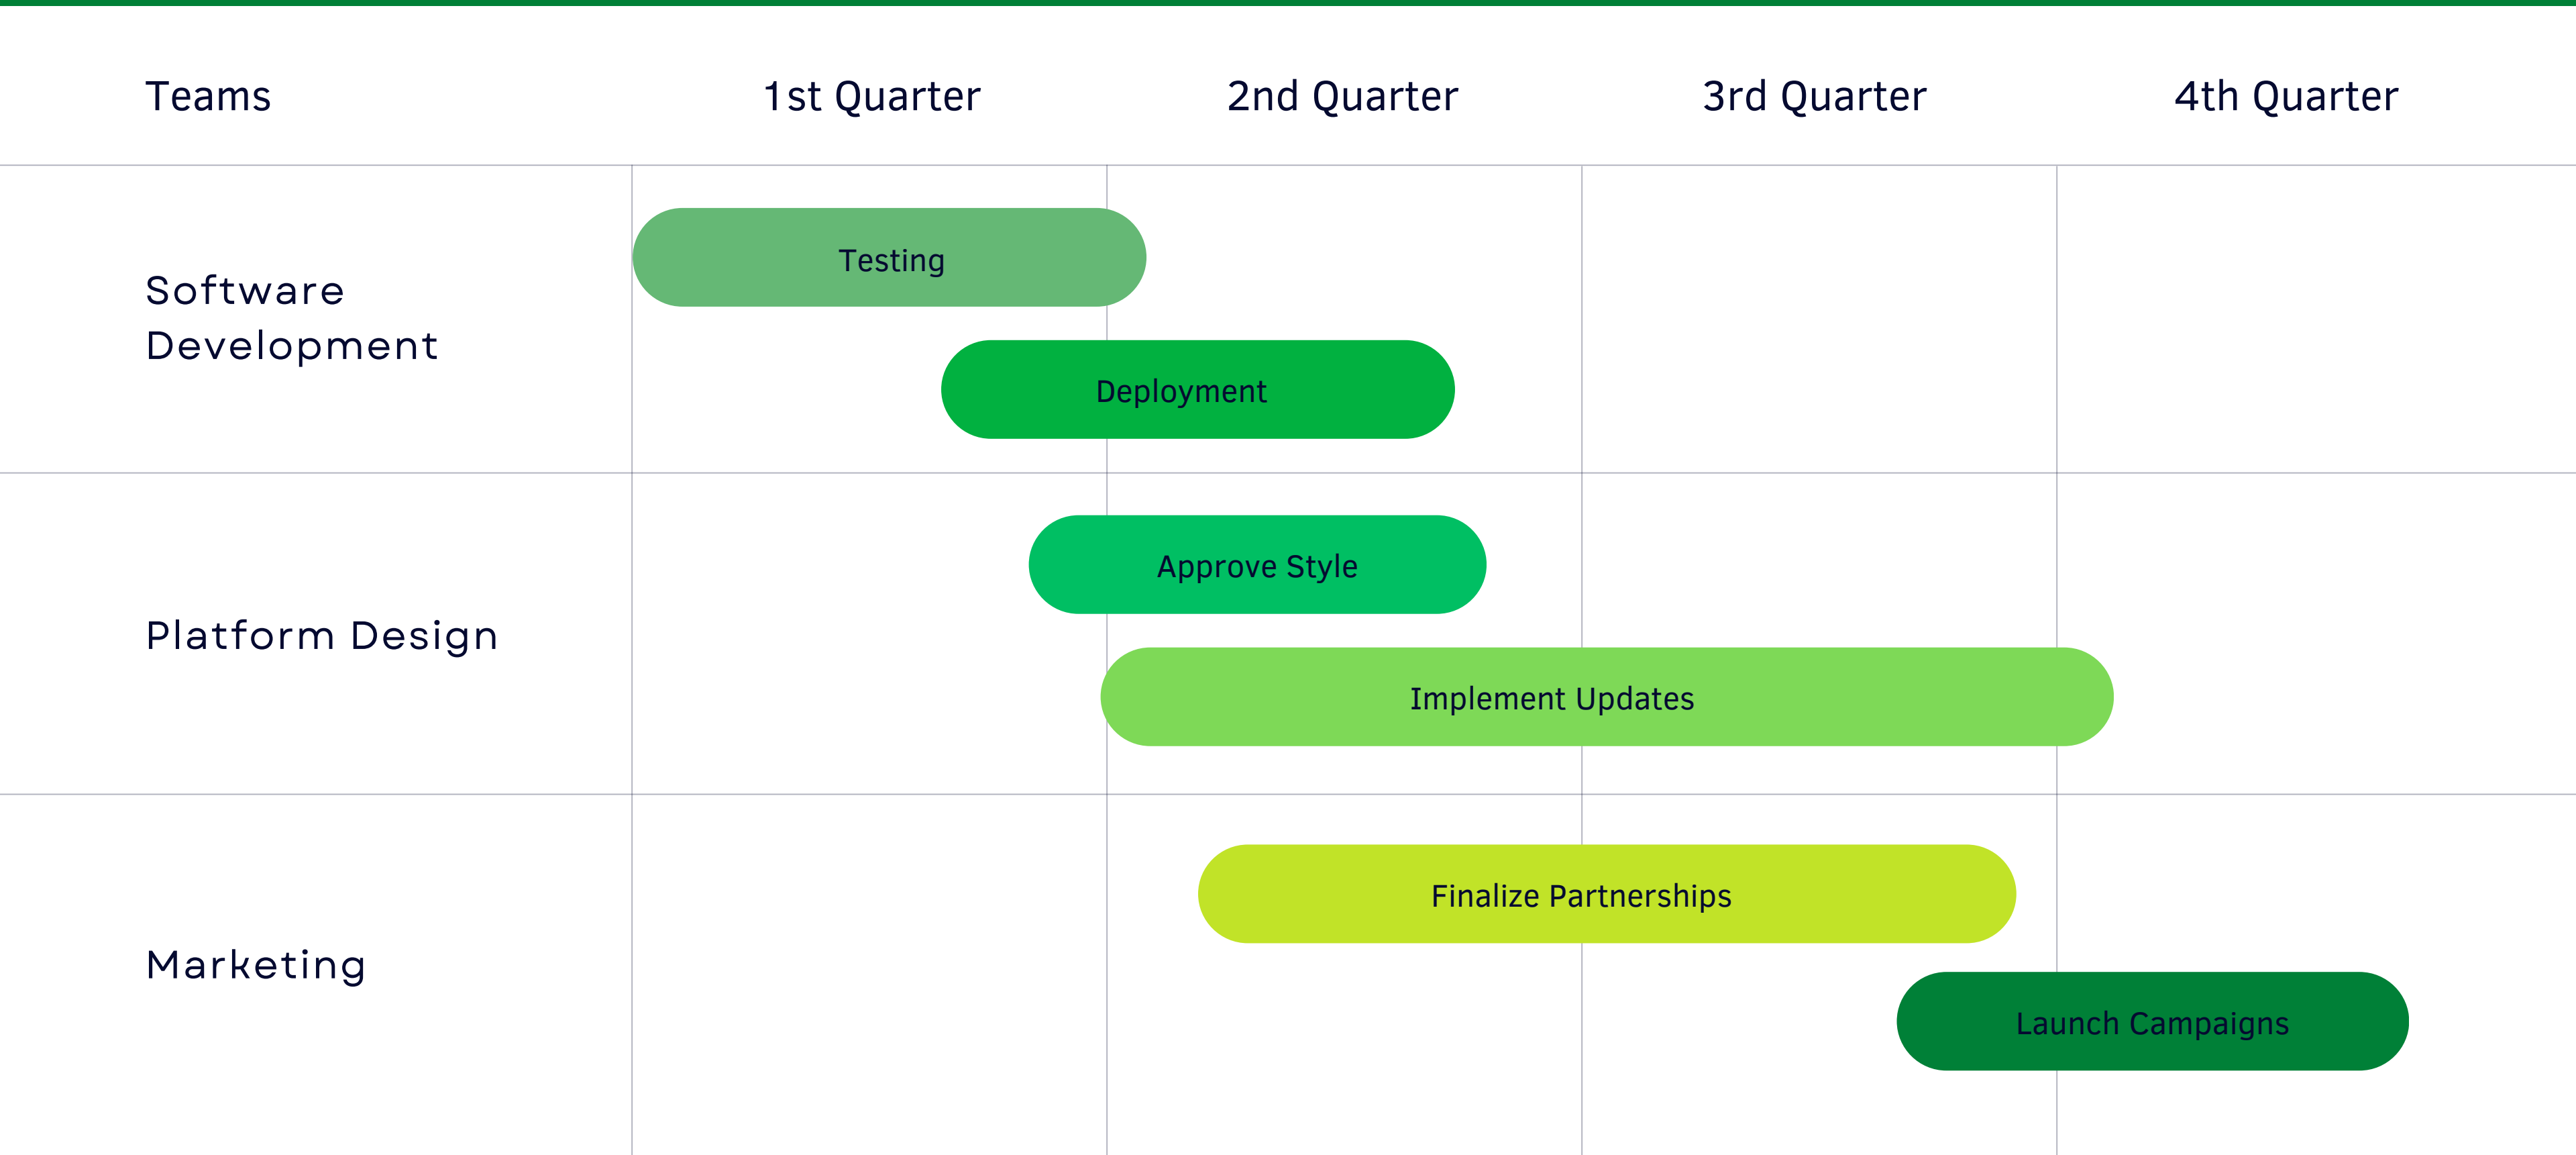 Teams
1st Quarter
2nd Quarter
3rd Quarter
4th Quarter
Software
Development
Testing
Deployment
Platform Design
Approve Style
Implement Updates
Marketing
Finalize Partnerships
Launch Campaigns